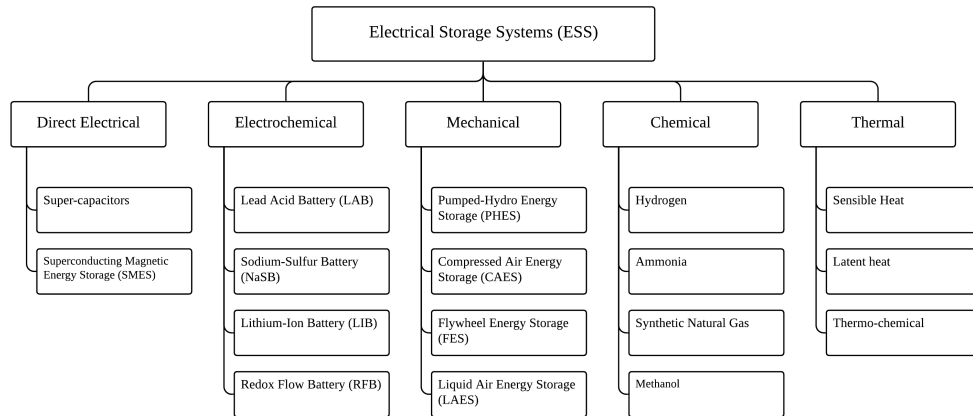 Electrical Storage Systems (ESS)
Direct Electrical
Electrochemical
Mechanical
Chemical
Thermal
Super-capacitors
Superconducting Magnetic
Energy Storage (SMES)
Lead Acid Battery (LAB)
Sodium-Sulfur Battery
(NaSB)
Lithium-Ion Battery (LIB)
Redox Flow Battery (RFB)
Pumped-Hydro Energy
Storage (PHES)
Compressed Air Energy
Storage (CAES)
Flywheel Energy Storage
(FES)
Liquid Air Energy Storage
(LAES)
Hydrogen
Ammonia
Synthetic Natural Gas
Methanol
Sensible Heat
Latent heat
Thermo-chemical